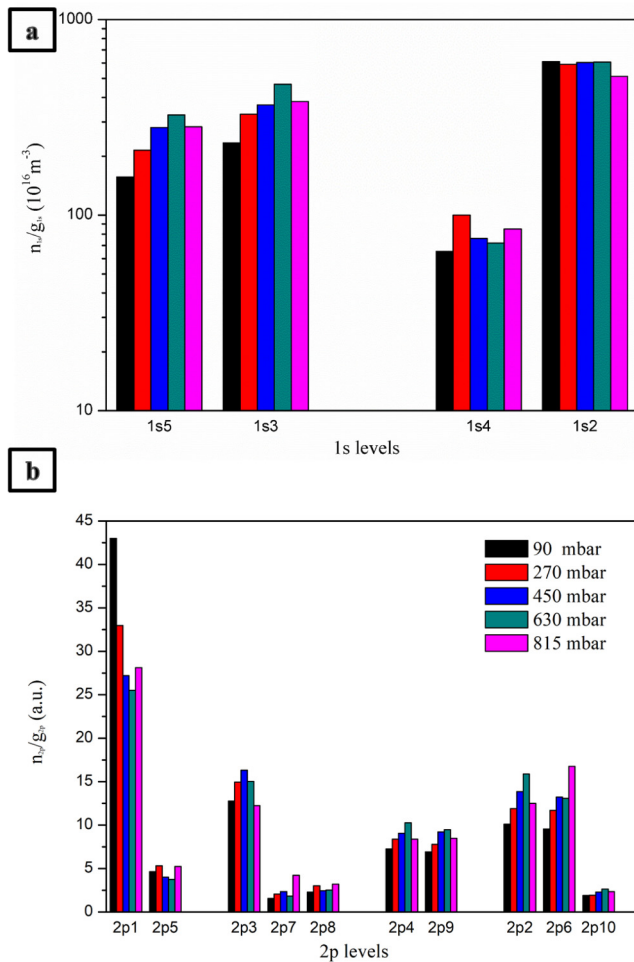 a
1000
100
10
n1s/g1s (10^16 m^-3)
1s5 1s3 1s4 1s2
1s levels
b
45
40
35
30
25
20
15
10
5
0
n2p/g2p (a.u.)
90 mbar
270 mbar
450 mbar
630 mbar
815 mbar
2p1 2p5 2p3 2p7 2p8 2p4 2p9 2p2 2p6 2p10
2p levels